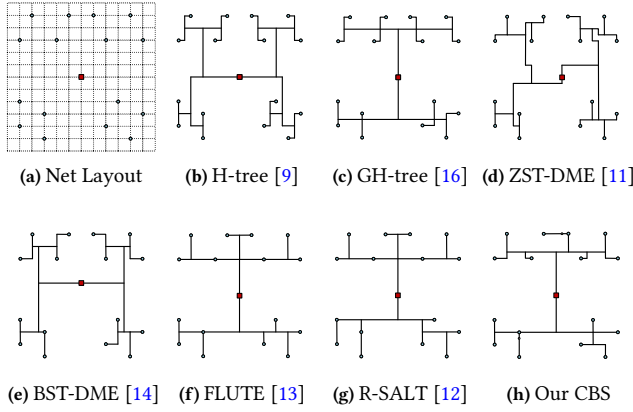 (a) Net Layout (b) H-tree [9] (c) GH-tree [16] (d) ZST-DME [11]
(e) BST-DME [14] (f) FLUTE [13] (g) R-SALT [12] (h) Our CBS